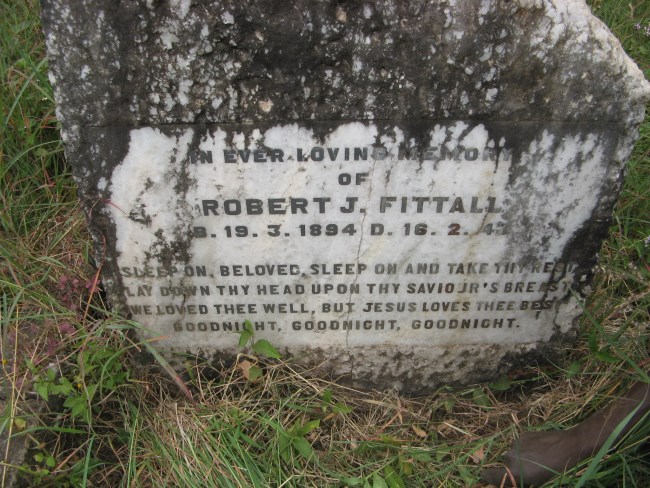 IN EVER LOVING MEMORY
OF
ROBERT J. FITTALL
B. 19. 3. 1894 D. 16. 2. 47
SLEEP ON, BELOVED, SLEEP ON AND TAKE THY REST
LAY DOWN THY HEAD UPON THY SAVIOUR'S BREAST
WE LOVED THEE WELL, BUT JESUS LOVES THEE BEST
GOODNIGHT, GOODNIGHT, GOODNIGHT.